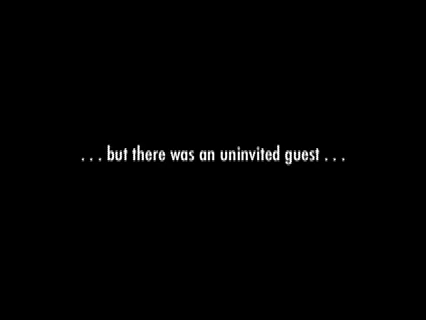 . . . but there was an uninvited guest . . .